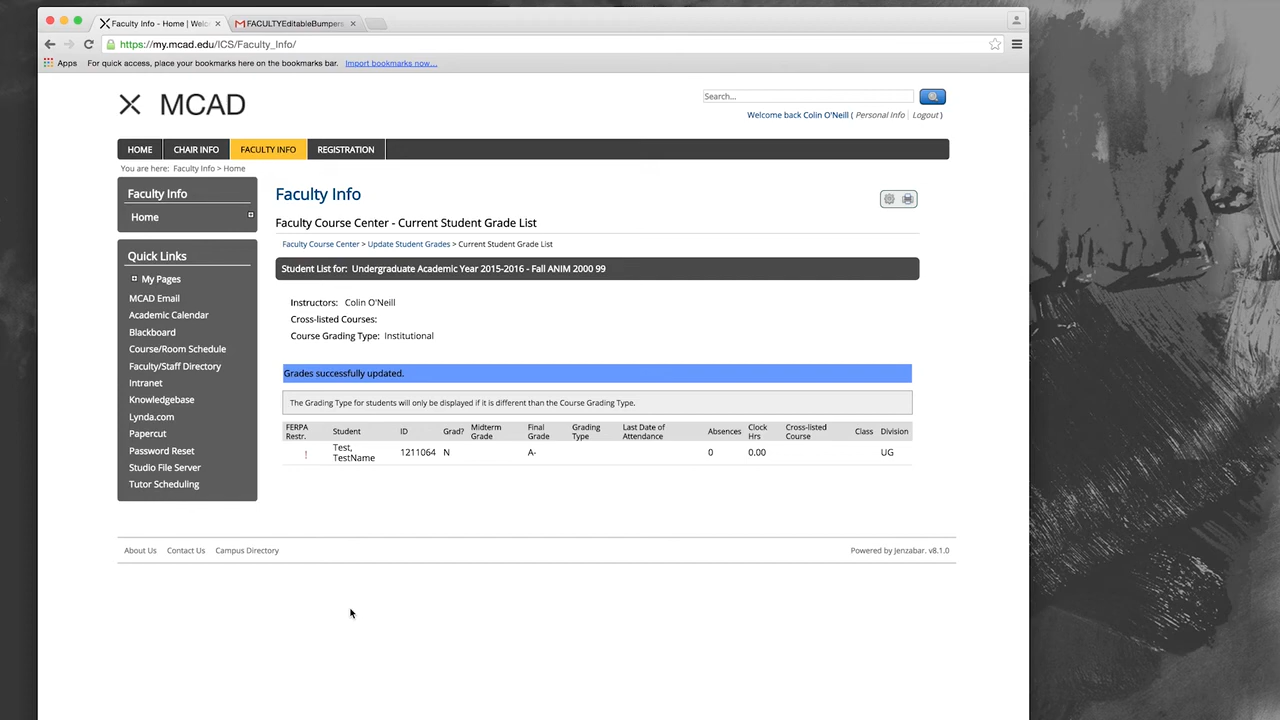 Faculty Info - Home | Welc
FACULTYEditableBumpers
https://my.mcad.edu/ICS/Faculty_Info/
Apps For quick access, place your bookmarks here on the bookmarks bar. Import bookmarks now...
MCAD
Search...
Welcome back Colin O'Neill ( Personal Info | Logout )
HOME CHAIR INFO FACULTY INFO REGISTRATION
You are here: Faculty Info > Home
Faculty Info
Home
Quick Links
My Pages
MCAD Email
Academic Calendar
Blackboard
Course/Room Schedule
Faculty/Staff Directory
Intranet
Knowledgebase
Lynda.com
Papercut
Password Reset
Studio File Server
Tutor Scheduling
Faculty Info
Faculty Course Center - Current Student Grade List
Faculty Course Center > Update Student Grades > Current Student Grade List
Student List for: Undergraduate Academic Year 2015-2016 - Fall ANIM 2000 99
Instructors: Colin O'Neill
Cross-listed Courses:
Course Grading Type: Institutional
Grades successfully updated.
The Grading Type for students will only be displayed if it is different than the Course Grading Type.
FERPA Restr. Student ID Grad? Midterm Grade Final Grade Grading Type Last Date of Attendance Absences Clock Hrs Cross-listed Course Class Division
! Test, TestName 1211064 N A- 0 0.00 UG
About Us Contact Us Campus Directory
Powered by Jenzabar. v8.1.0